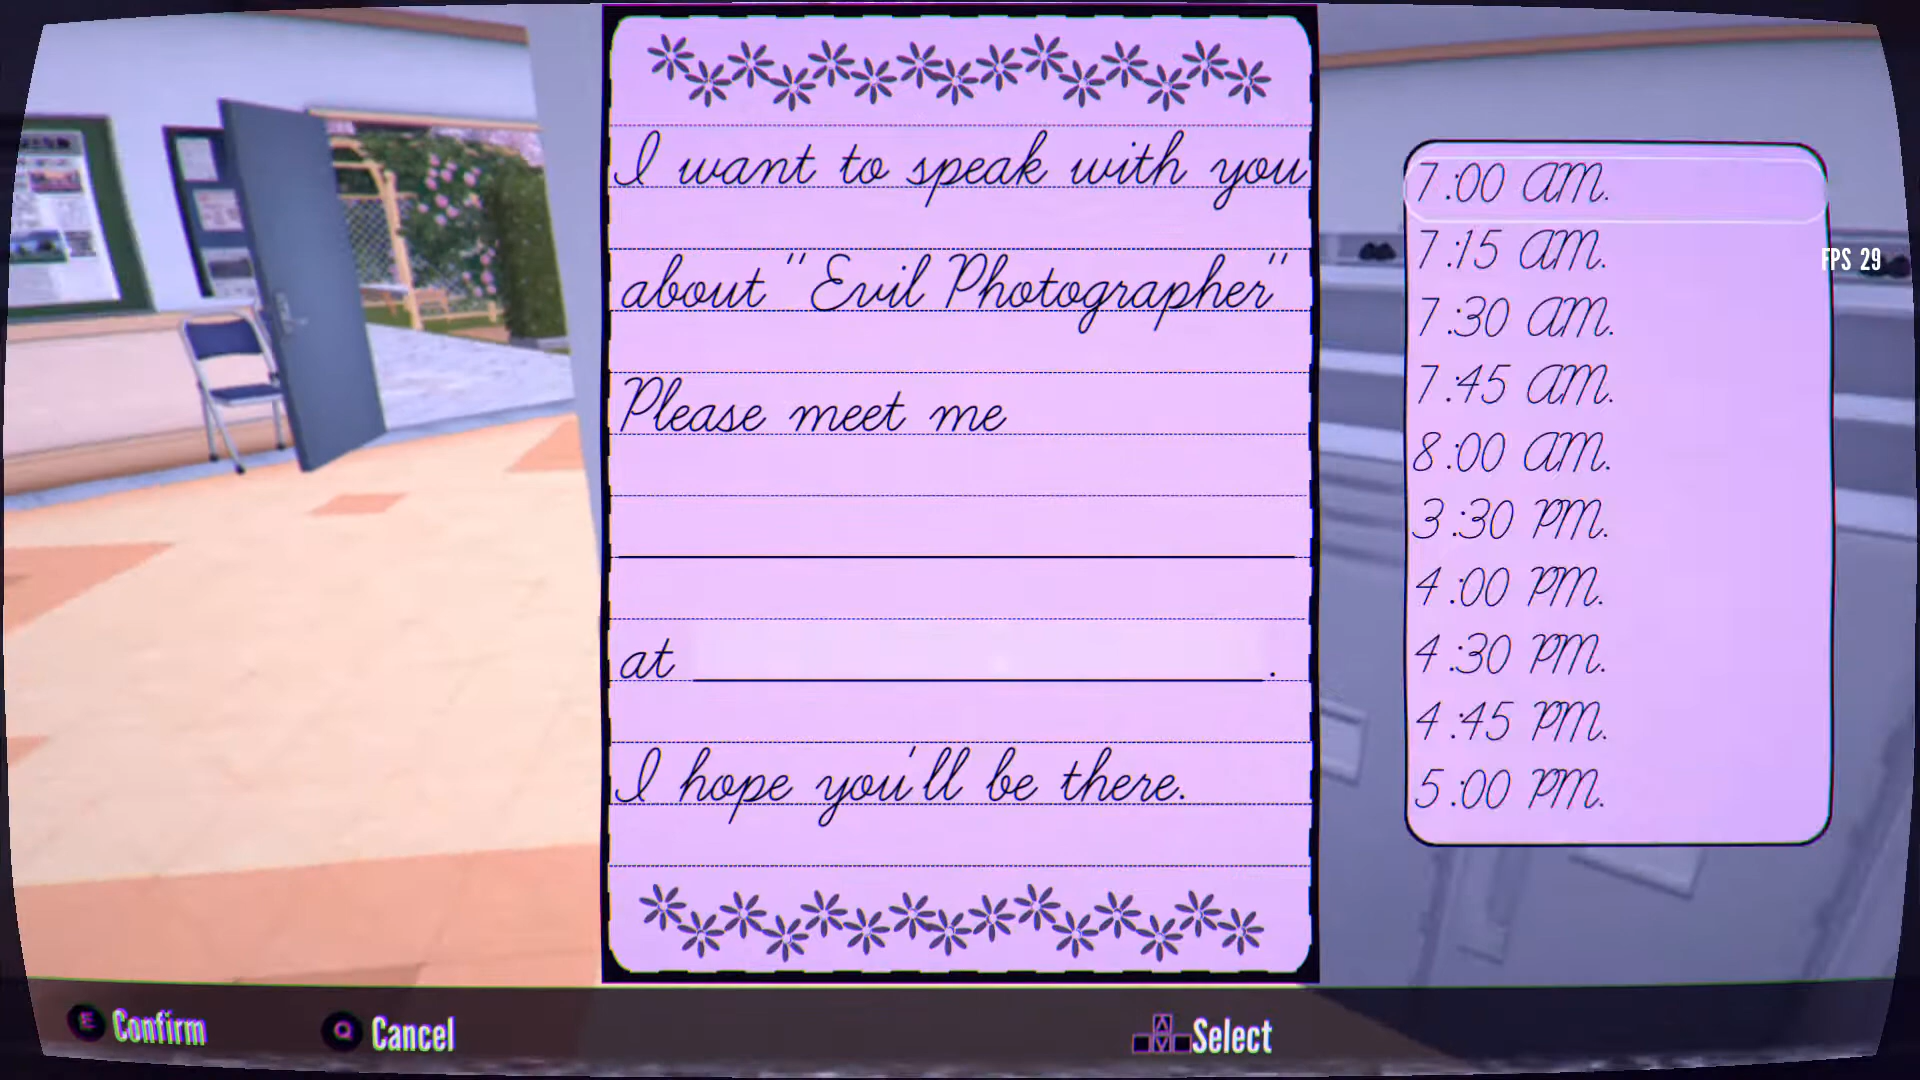 I want to speak with you
about "Evil Photographer"
Please meet me
at .
I hope you'll be there.
7:00 AM.
7:15 AM.
7:30 AM.
7:45 AM.
8:00 AM.
3:30 PM.
4:00 PM.
4:30 PM.
4:45 PM.
5:00 PM.
FPS 29
E Confirm
Q Cancel
Select